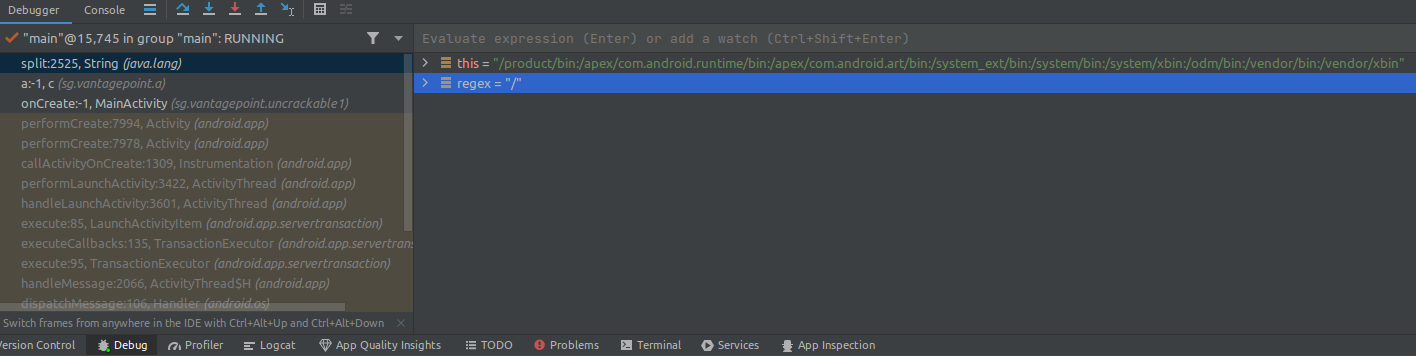 Debugger Console
"main"@15,745 in group "main": RUNNING
Evaluate expression (Enter) or add a watch (Ctrl+Shift+Enter)
split:2525, String (java.lang)
this = "/product/bin:/apex/com.android.runtime/bin:/apex/com.android.art/bin:/system_ext/bin:/system/bin:/system/xbin:/odm/bin:/vendor/bin:/vendor/xbin"
a:-1, c (sg.vantagepoint.a)
regex = "/"
onCreate:-1, MainActivity (sg.vantagepoint.uncrackable1)
performCreate:7994, Activity (android.app)
performCreate:7978, Activity (android.app)
callActivityOnCreate:1309, Instrumentation (android.app)
performLaunchActivity:3422, ActivityThread (android.app)
handleLaunchActivity:3601, ActivityThread (android.app)
execute:85, LaunchActivityItem (android.app.servertransaction)
executeCallbacks:135, TransactionExecutor (android.app.servertrans
execute:95, TransactionExecutor (android.app.servertransaction)
handleMessage:2066, ActivityThread$H (android.app)
dispatchMessage:106, Handler (android.os)
Switch frames from anywhere in the IDE with Ctrl+Alt+Up and Ctrl+Alt+Down
ersion Control Debug Profiler Logcat App Quality Insights TODO Problems Terminal Services App Inspection